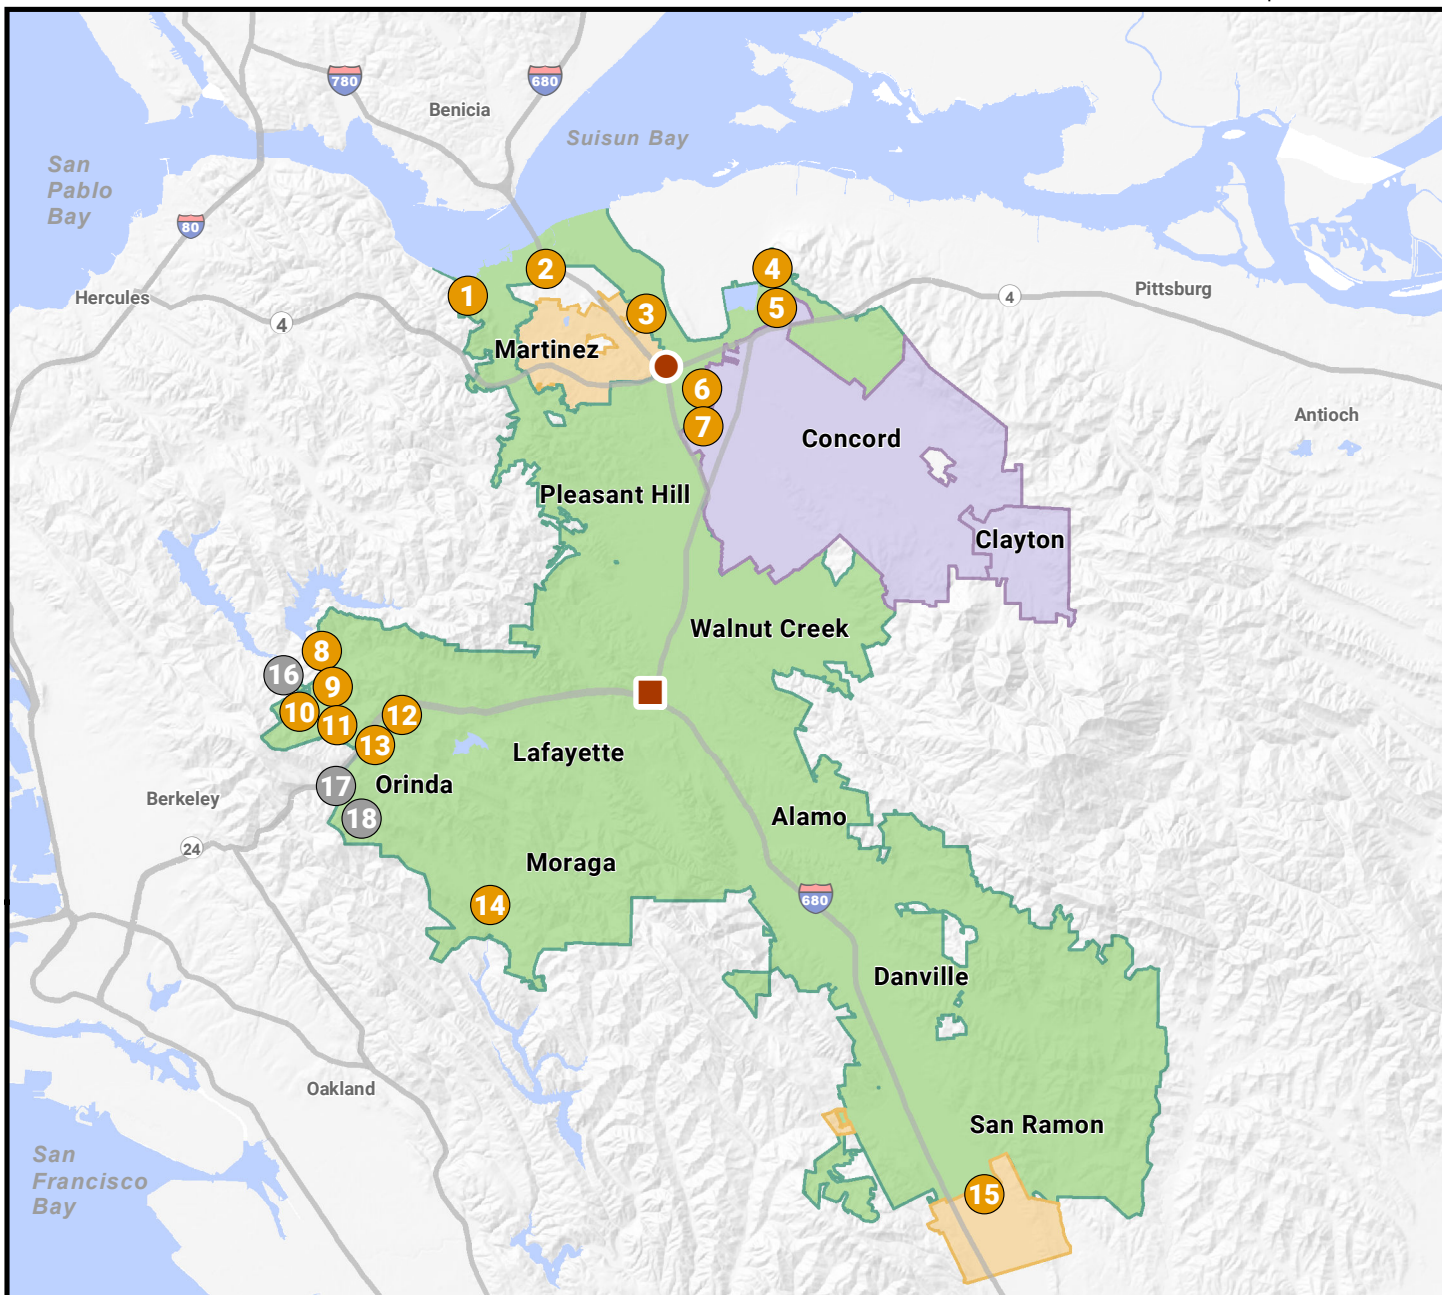 780
680
Benicia
Suisun Bay
San
Pablo
Bay
80
2
4
1
Hercules
Pittsburg
4
5
3
4
Martinez
6
Antioch
7
Concord
Pleasant Hill
Clayton
Walnut Creek
8
16
9
10
12
11
13
Lafayette
17
Orinda
Berkeley
18
Alamo
24
Moraga
680
14
Danville
Oakland
San Ramon
San
Francisco
Bay
15